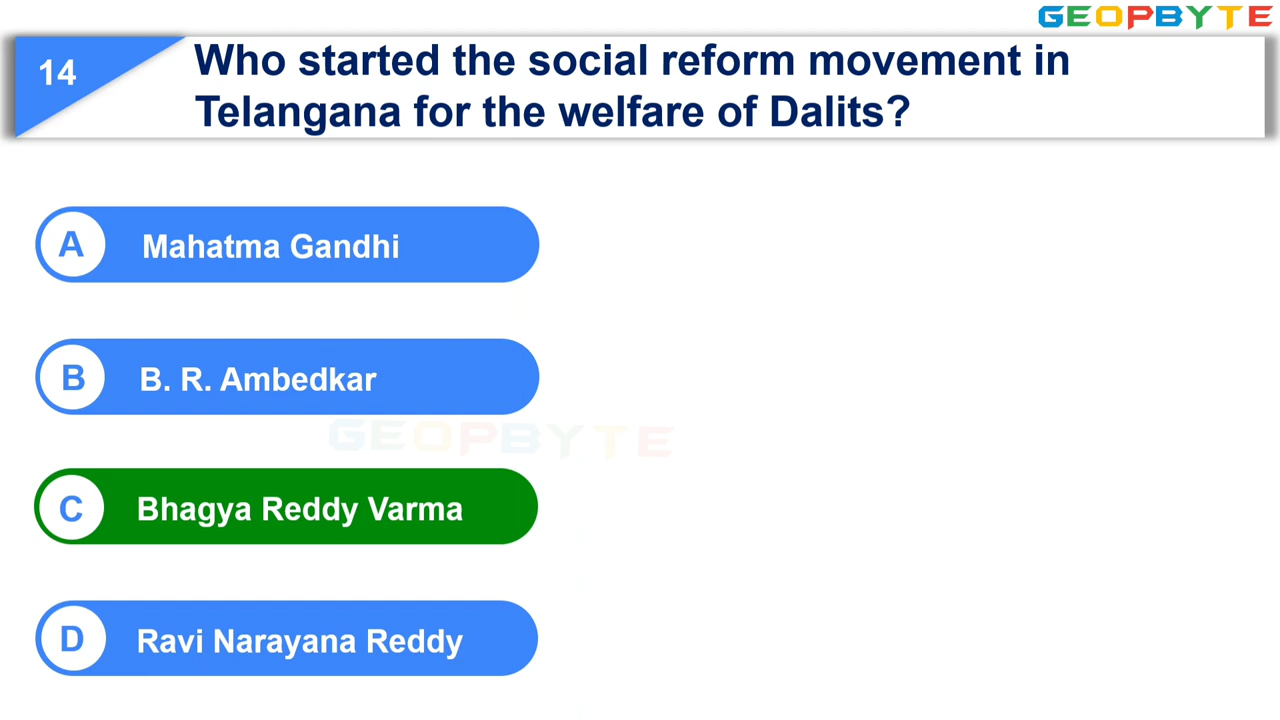 GEOPBYTE
14
Who started the social reform movement in
Telangana for the welfare of Dalits?
A Mahatma Gandhi
B B. R. Ambedkar
GEOPBYTE
C Bhagya Reddy Varma
D Ravi Narayana Reddy